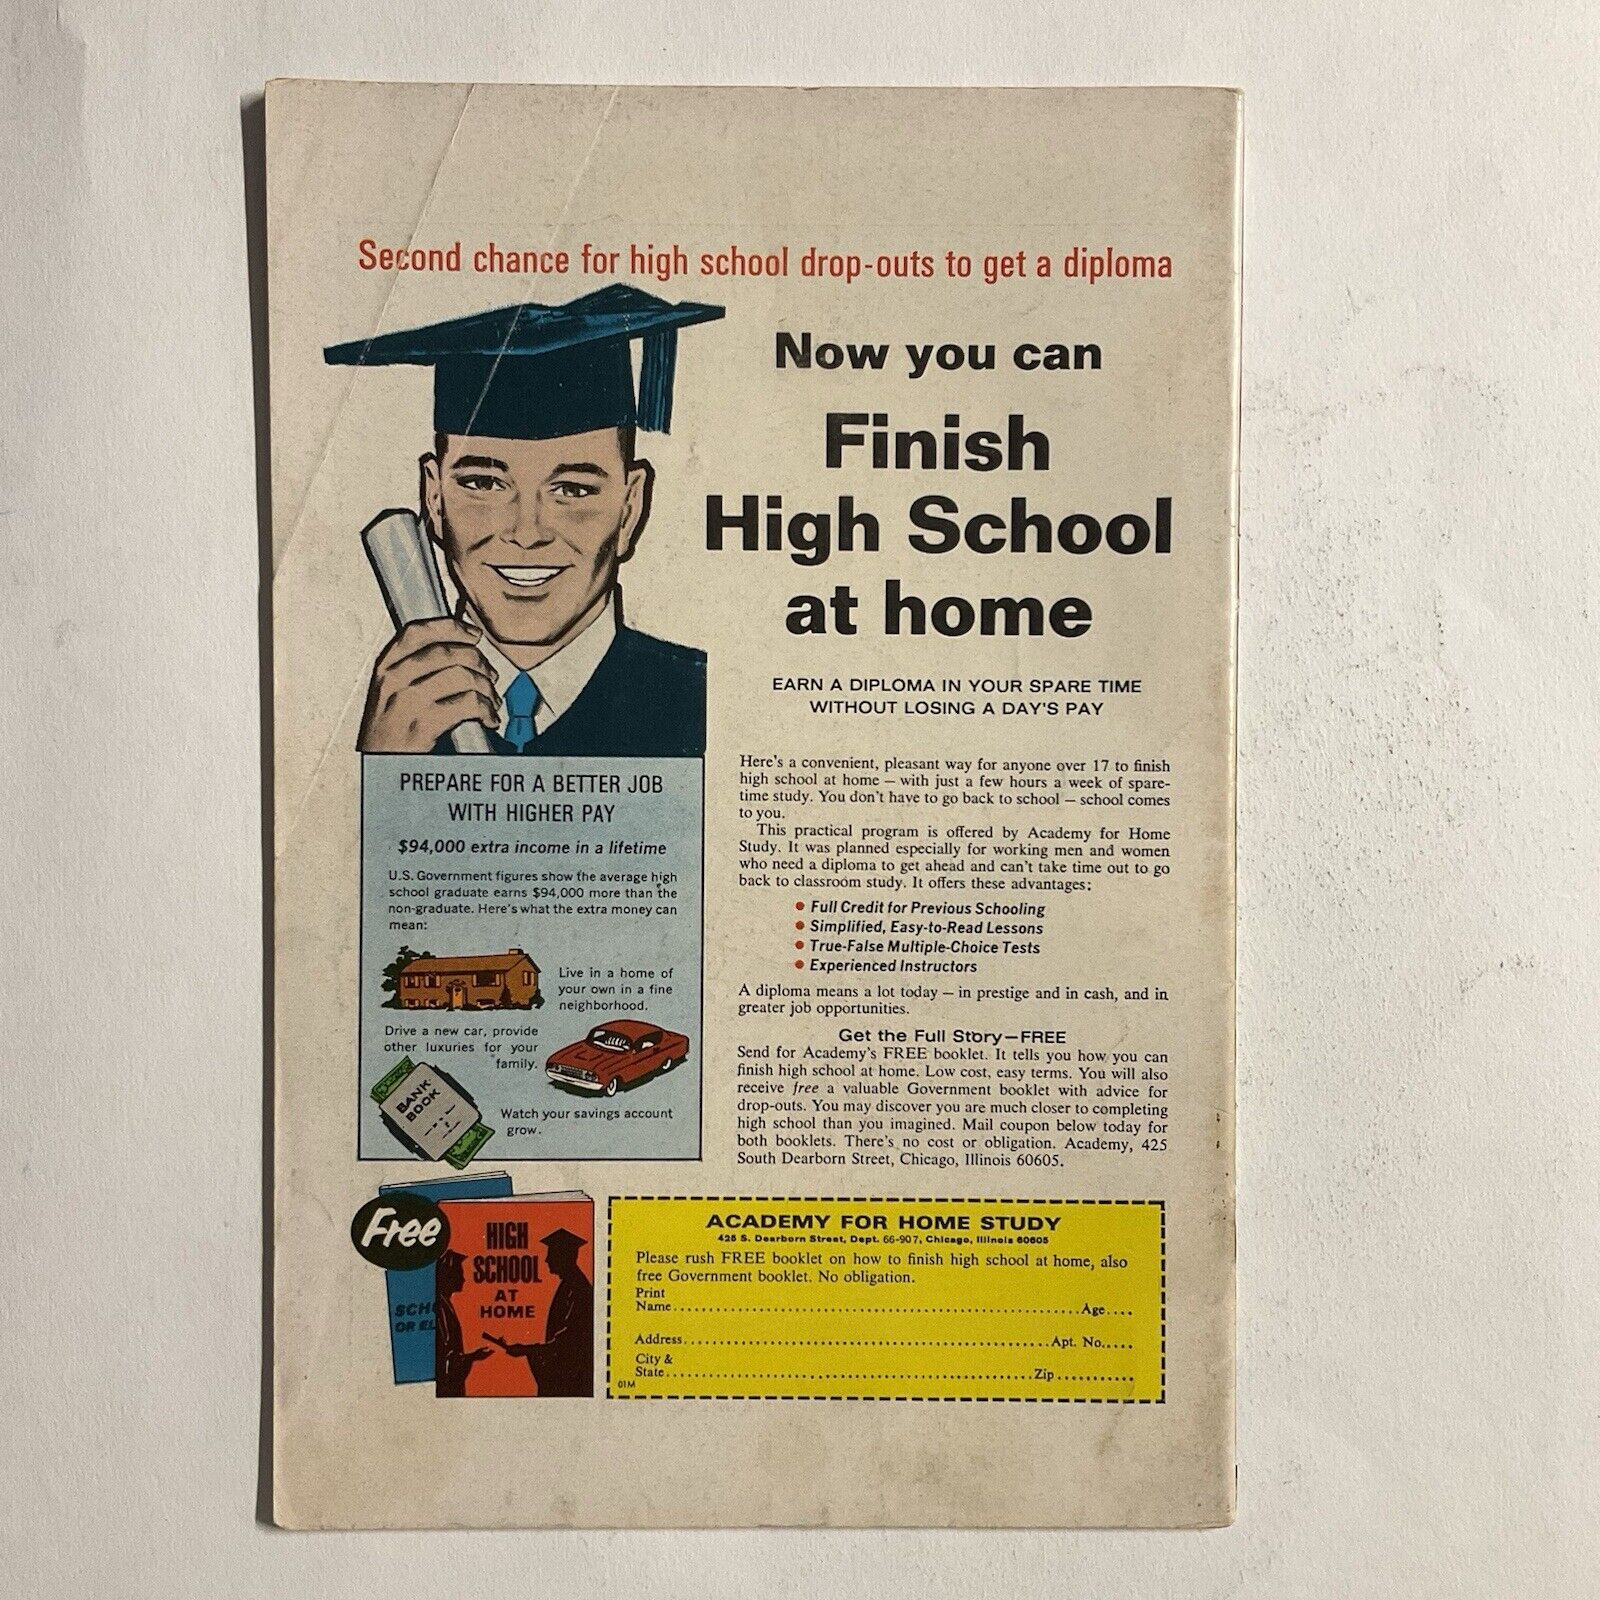 Second chance for high school drop-outs to get a diploma
Now you can
Finish
High School
at home
EARN A DIPLOMA IN YOUR SPARE TIME
WITHOUT LOSING A DAY'S PAY
PREPARE FOR A BETTER JOB
WITH HIGHER PAY
$94,000 extra income in a lifetime
U.S. Government figures show the average high
school graduate earns $94,000 more than the
non-graduate. Here's what the extra money can
mean:
Live in a home of
your own in a fine
neighborhood.
Drive a new car, provide
other luxuries for your
family.
BANK
BOOK
Watch your savings account
grow.
Here's a convenient, pleasant way for anyone over 17 to finish
high school at home – with just a few hours a week of spare-
time study. You don't have to go back to school – school comes
to you.
This practical program is offered by Academy for Home
Study. It was planned especially for working men and women
who need a diploma to get ahead and can't take time out to go
back to classroom study. It offers these advantages:
• Full Credit for Previous Schooling
• Simplified, Easy-to-Read Lessons
• True-False Multiple-Choice Tests
• Experienced Instructors
A diploma means a lot today – in prestige and in cash, and in
greater job opportunities.
Get the Full Story—FREE
Send for Academy's FREE booklet. It tells you how you can
finish high school at home. Low cost, easy terms. You will also
receive free a valuable Government booklet with advice for
drop-outs. You may discover you are much closer to completing
high school than you imagined. Mail coupon below today for
both booklets. There's no cost or obligation. Academy, 425
South Dearborn Street, Chicago, Illinois 60605.
Free
SCHO
OR EL
HIGH
SCHOOL
AT
HOME
ACADEMY FOR HOME STUDY
425 S. Dearborn Street, Dept. 66-907, Chicago, Illinois 60605
Please rush FREE booklet on how to finish high school at home, also
free Government booklet. No obligation.
Print
Name.....Age....
Address.....Apt. No.....
City &
State.....Zip.....
01M